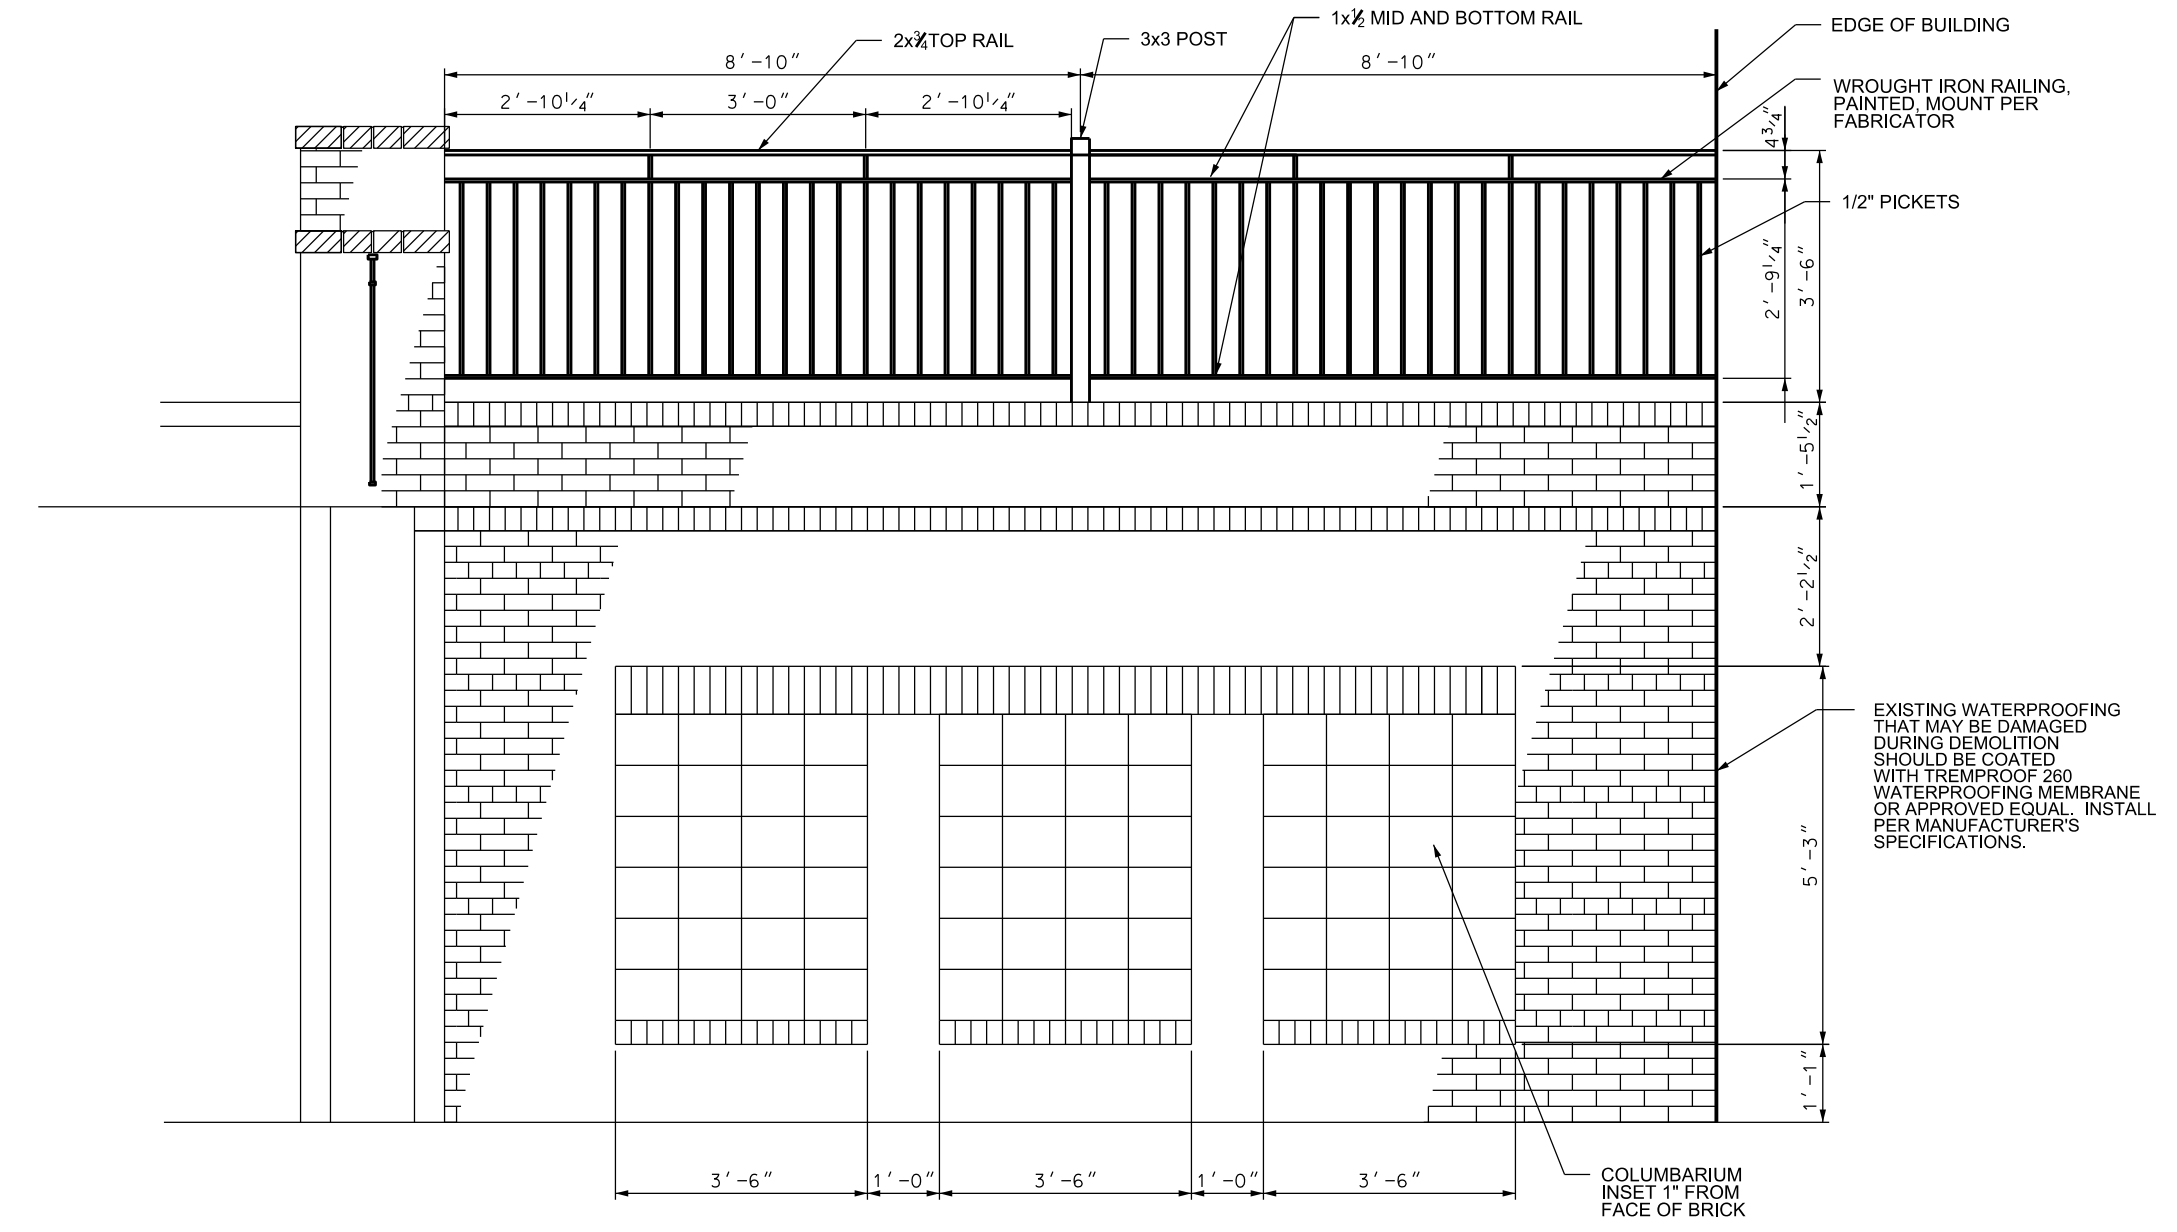 1x½ MID AND BOTTOM RAIL
EDGE OF BUILDING
2x¾TOP RAIL
3x3 POST
8'-10"
8'-10"
WROUGHT IRON RAILING,
PAINTED, MOUNT PER
FABRICATOR
2'-10¼"
3'-0"
2'-10¼"
4¾"
1/2" PICKETS
2'-9¼"
3'-6"
1'-5½"
2'-2½"
EXISTING WATERPROOFING
THAT MAY BE DAMAGED
DURING DEMOLITION
SHOULD BE COATED
WITH TREMPROOF 260
WATERPROOFING MEMBRANE
OR APPROVED EQUAL.  INSTALL
PER MANUFACTURER'S
SPECIFICATIONS.
5'-3"
1'-1"
3'-6"
1'-0"
3'-6"
1'-0"
3'-6"
COLUMBARIUM
INSET 1" FROM
FACE OF BRICK